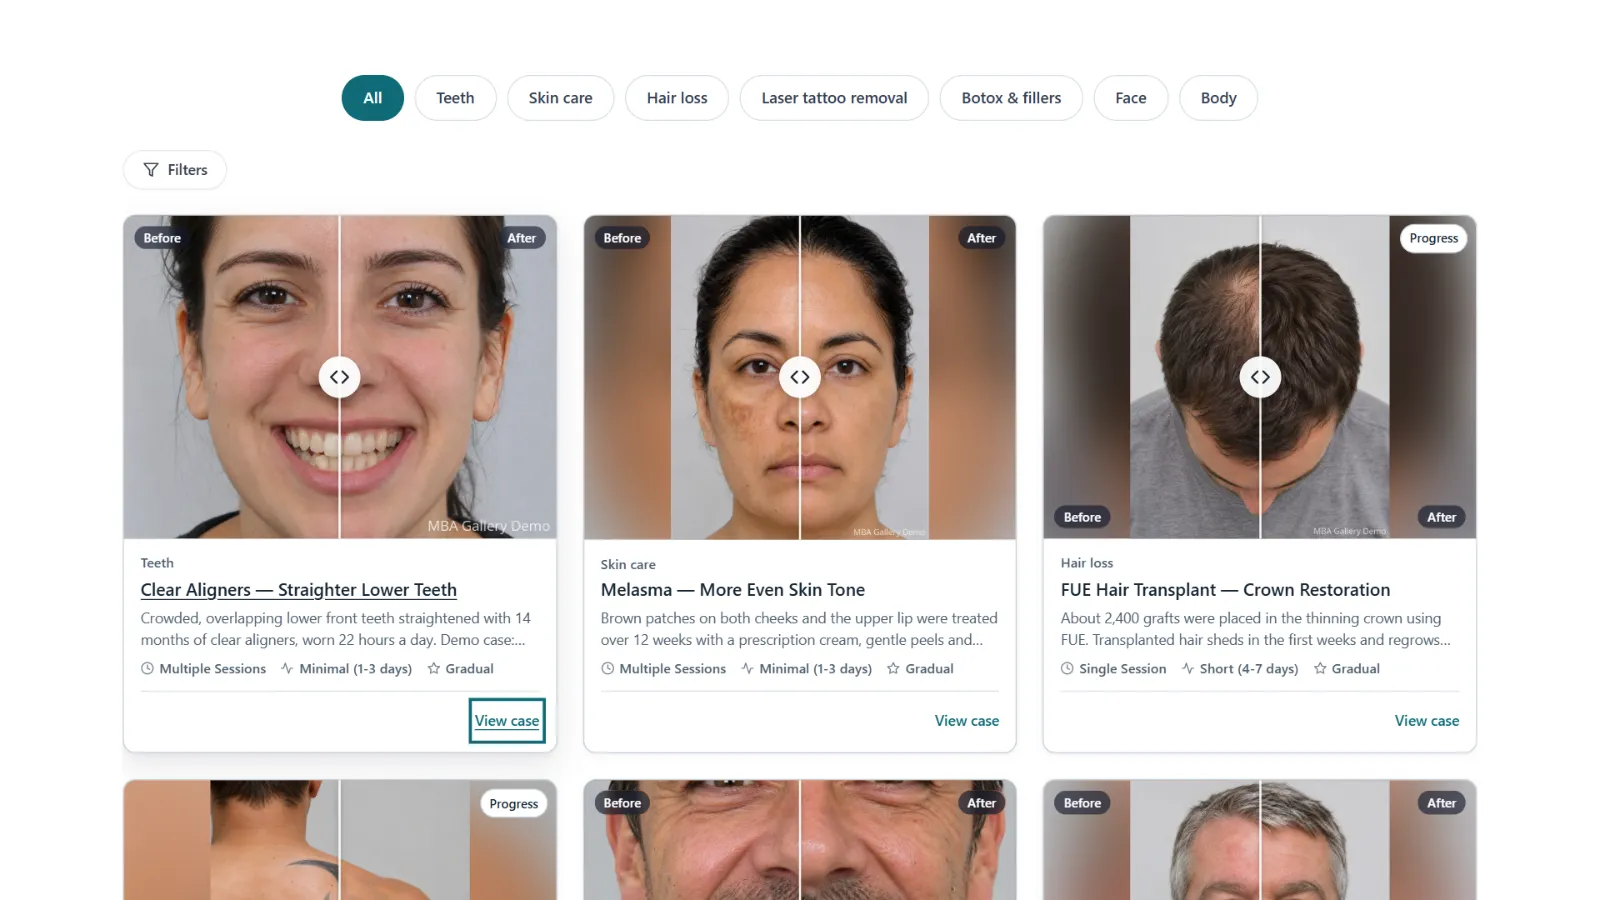 All
Teeth
Skin care
Hair loss
Laser tattoo removal
Botox & fillers
Face
Body
Filters
Before
After
MBA Gallery Demo
Teeth
Clear Aligners — Straighter Lower Teeth
Crowded, overlapping lower front teeth straightened with 14
months of clear aligners, worn 22 hours a day. Demo case:...
Multiple Sessions
Minimal (1-3 days)
Gradual
View case
Before
After
MBA Gallery Demo
Skin care
Melasma — More Even Skin Tone
Brown patches on both cheeks and the upper lip were treated
over 12 weeks with a prescription cream, gentle peels and...
Multiple Sessions
Minimal (1-3 days)
Gradual
View case
Progress
Before
After
MBA Gallery Demo
Hair loss
FUE Hair Transplant — Crown Restoration
About 2,400 grafts were placed in the thinning crown using
FUE. Transplanted hair sheds in the first weeks and regrows...
Single Session
Short (4-7 days)
Gradual
View case
Progress
Before
After
Before
After